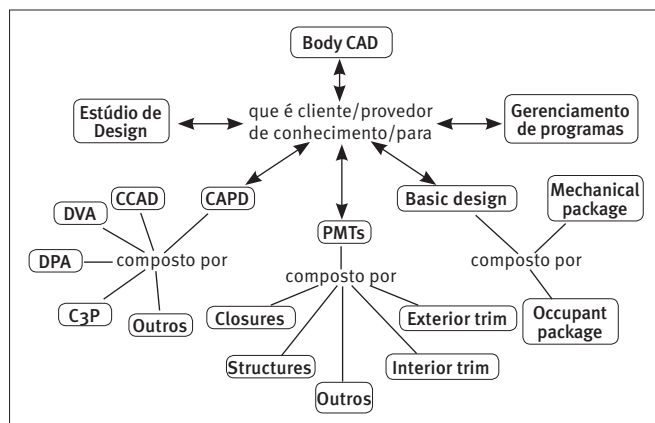 Body CAD
Estúdio de
Design
que é cliente/provedor
de conhecimento/para
Gerenciamento
de programas
CCAD
CAPD
Basic design
Mechanical
package
DVA
PMTs
DPA
composto por
composto por
composto por
C3P
Outros
Closures
Exterior trim
Occupant
package
Structures
Interior trim
Outros